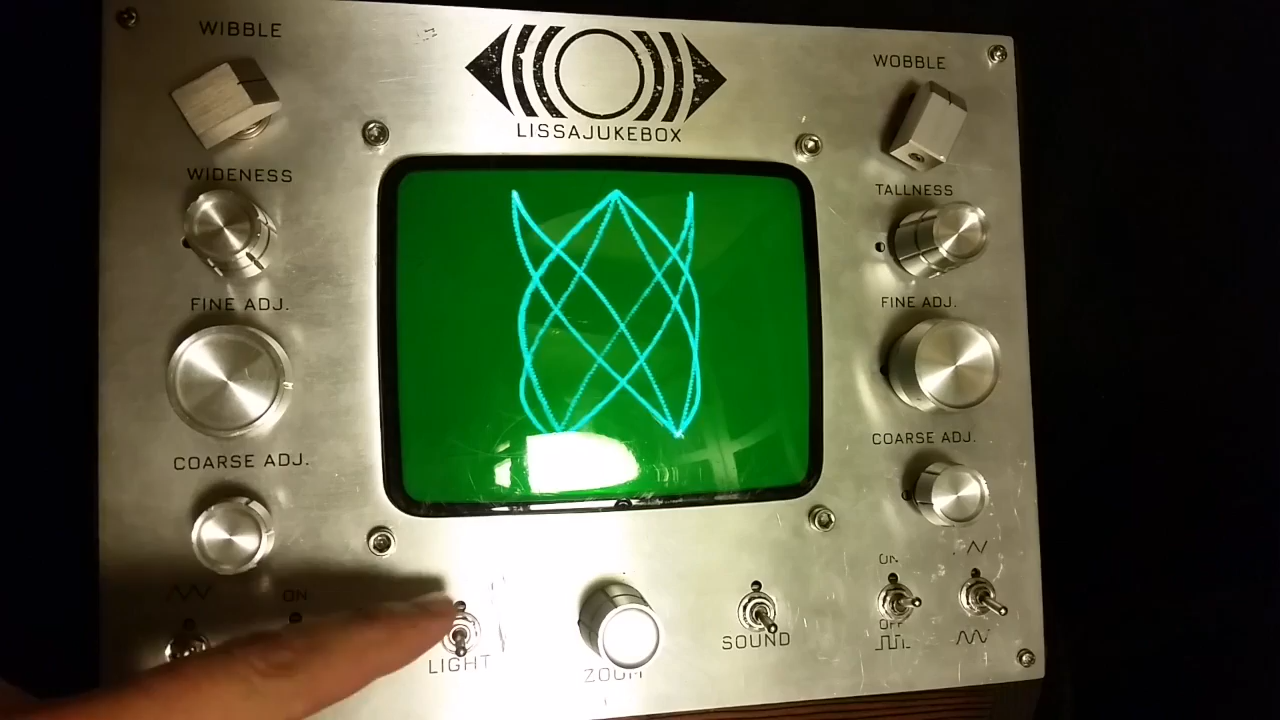 WIBBLE
LISSAJUKEBOX
WOBBLE
WIDENESS
TALLNESS
FINE ADJ.
FINE ADJ.
COARSE ADJ.
COARSE ADJ.
ON
ON
OFF
LIGHT
ZOOM
SOUND